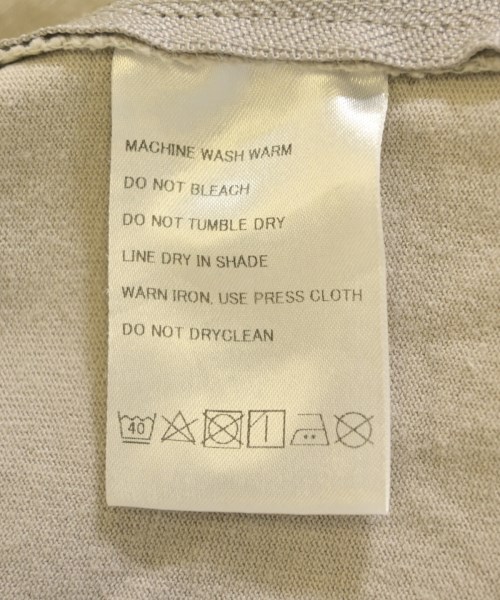 MACHINE WASH WARM
DO NOT BLEACH
DO NOT TUMBLE DRY
LINE DRY IN SHADE
WARN IRON, USE PRESS CLOTH
DO NOT DRYCLEAN
40